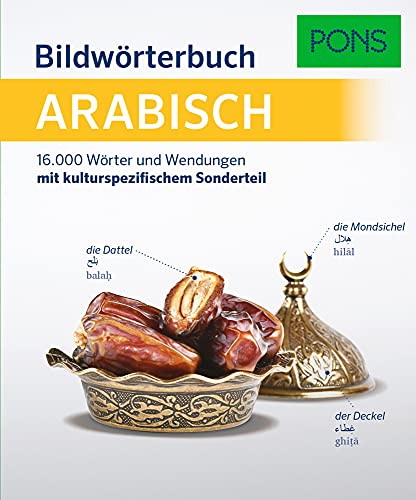 PONS
Bildwörterbuch
ARABISCH
16.000 Wörter und Wendungen
mit kulturspezifischem Sonderteil
die Mondsichel
هلال
hilāl
die Dattel
بلح
balaḥ
der Deckel
غطاء
ghiṭā